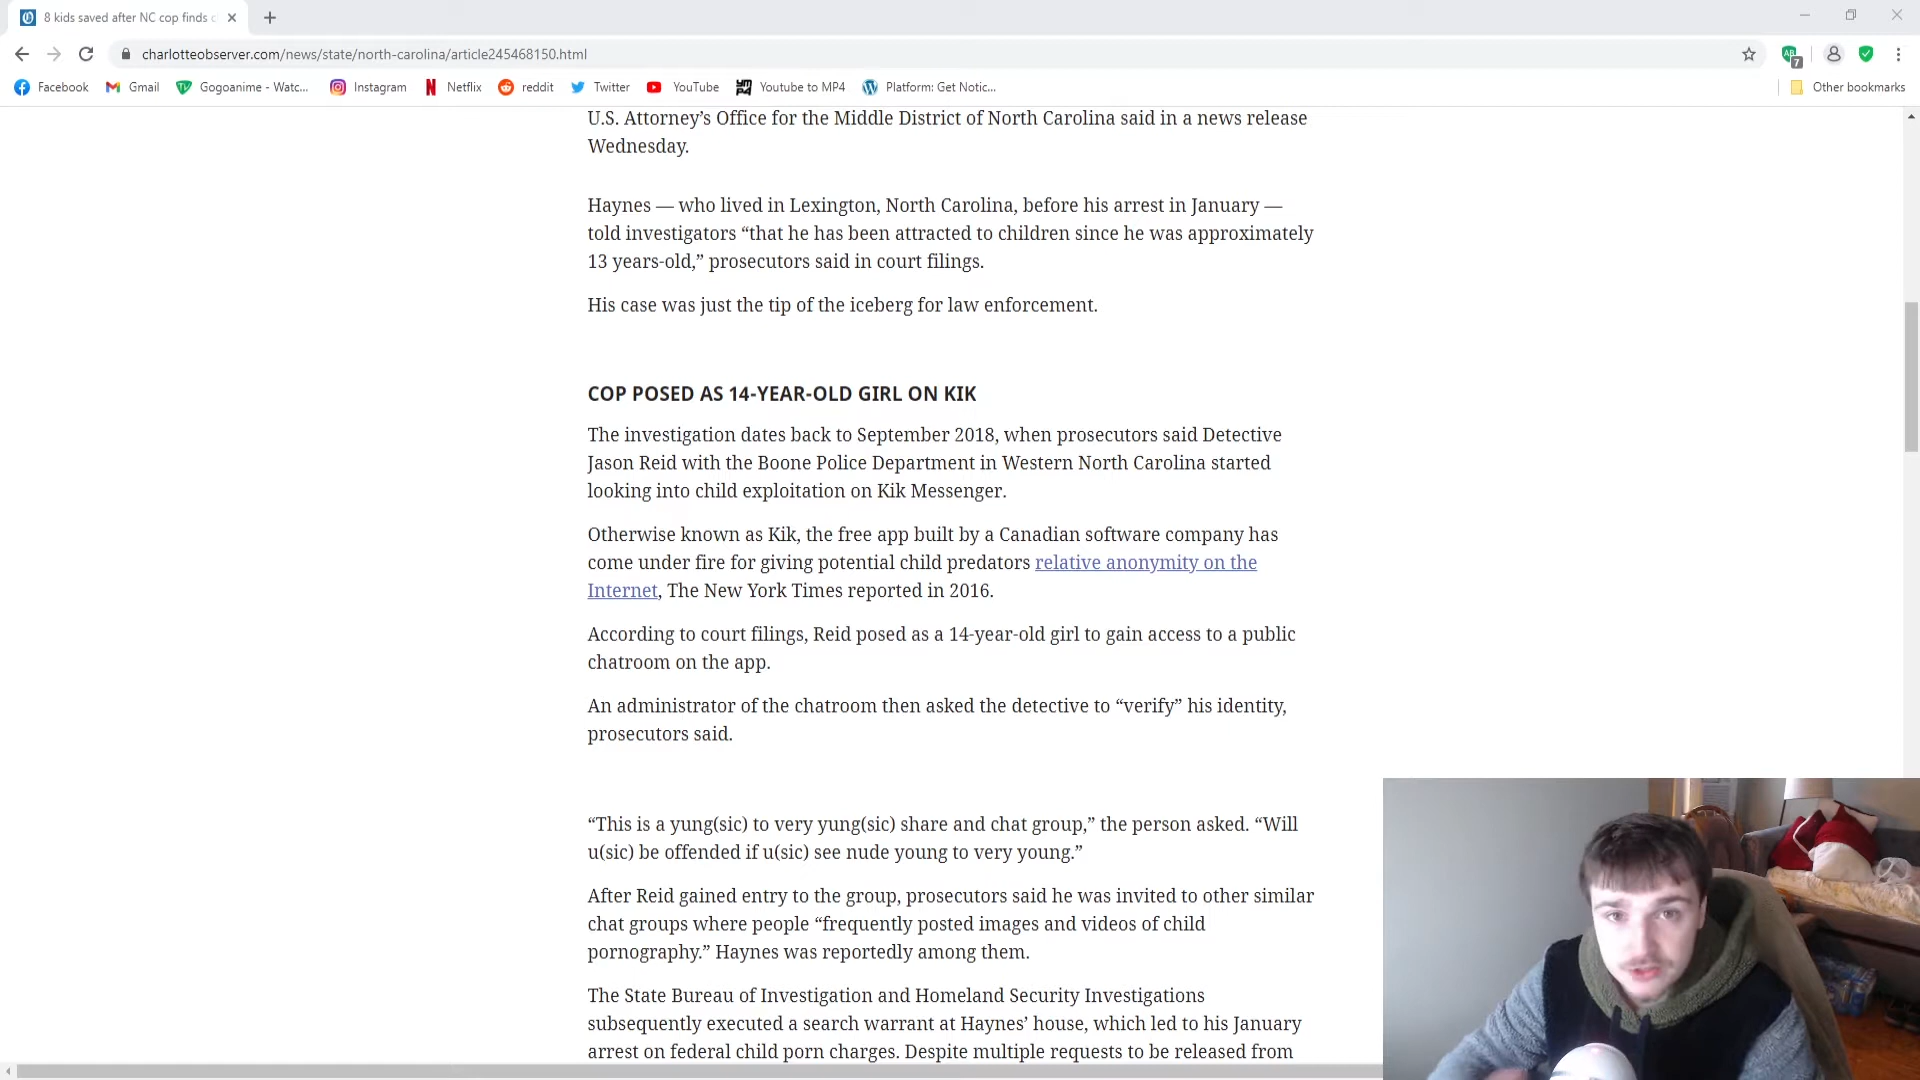 8 kids saved after NC cop finds
charlotteobserver.com/news/state/north-carolina/article245468150.html
7
Facebook Gmail Gogoanime - Watc... Instagram Netflix reddit Twitter YouTube Youtube to MP4 Platform: Get Notic... Other bookmarks
U.S. Attorney’s Office for the Middle District of North Carolina said in a news release
Wednesday.
Haynes — who lived in Lexington, North Carolina, before his arrest in January —
told investigators “that he has been attracted to children since he was approximately
13 years-old,” prosecutors said in court filings.
His case was just the tip of the iceberg for law enforcement.
COP POSED AS 14-YEAR-OLD GIRL ON KIK
The investigation dates back to September 2018, when prosecutors said Detective
Jason Reid with the Boone Police Department in Western North Carolina started
looking into child exploitation on Kik Messenger.
Otherwise known as Kik, the free app built by a Canadian software company has
come under fire for giving potential child predators relative anonymity on the
Internet, The New York Times reported in 2016.
According to court filings, Reid posed as a 14-year-old girl to gain access to a public
chatroom on the app.
An administrator of the chatroom then asked the detective to “verify” his identity,
prosecutors said.
“This is a yung(sic) to very yung(sic) share and chat group,” the person asked. “Will
u(sic) be offended if u(sic) see nude young to very young.”
After Reid gained entry to the group, prosecutors said he was invited to other similar
chat groups where people “frequently posted images and videos of child
pornography.” Haynes was reportedly among them.
The State Bureau of Investigation and Homeland Security Investigations
subsequently executed a search warrant at Haynes’ house, which led to his January
arrest on federal child porn charges. Despite multiple requests to be released from